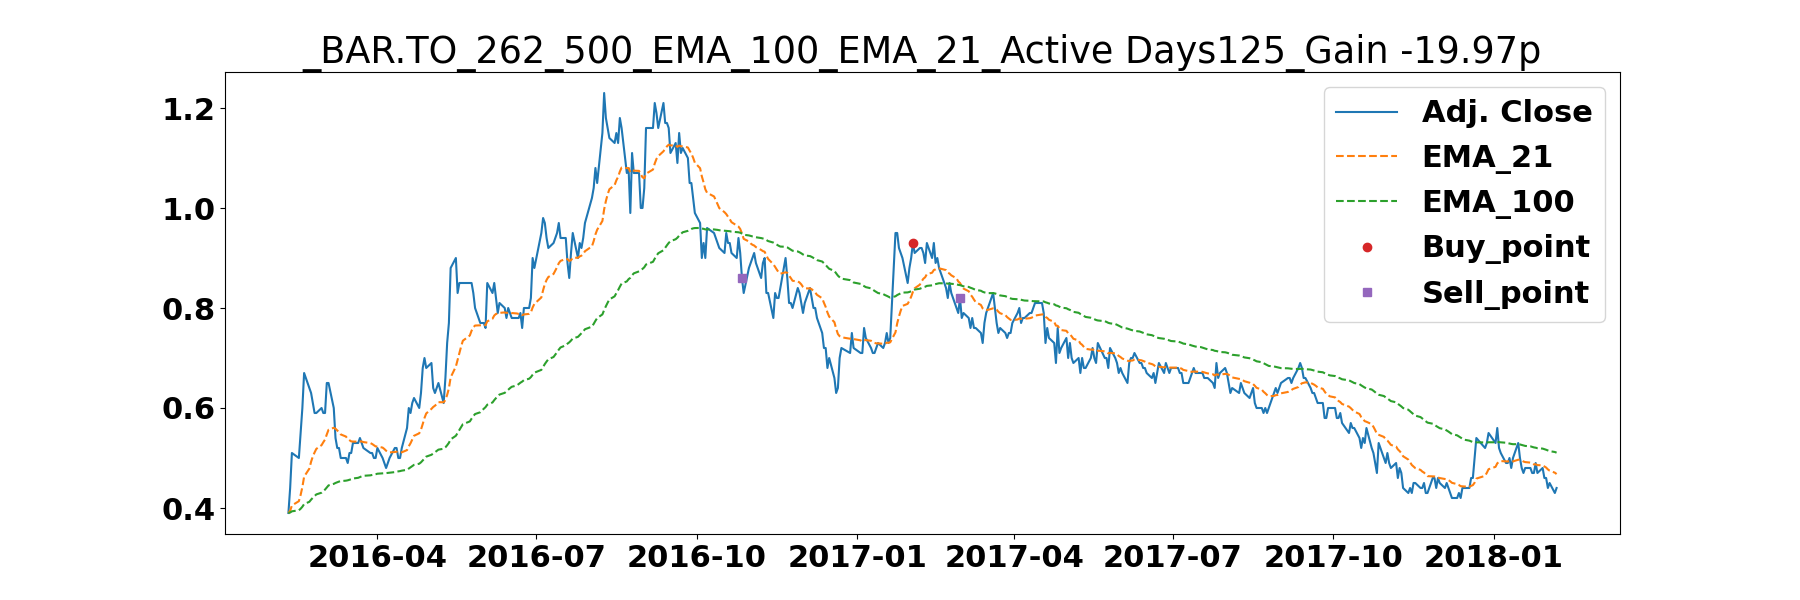 _BAR.TO_262_500_EMA_100_EMA_21_Active Days125_Gain -19.97p
Adj. Close
EMA_21
EMA_100
Buy_point
Sell_point
1.2
1.0
0.8
0.6
0.4
2016-04 2016-07 2016-10 2017-01 2017-04 2017-07 2017-10 2018-01